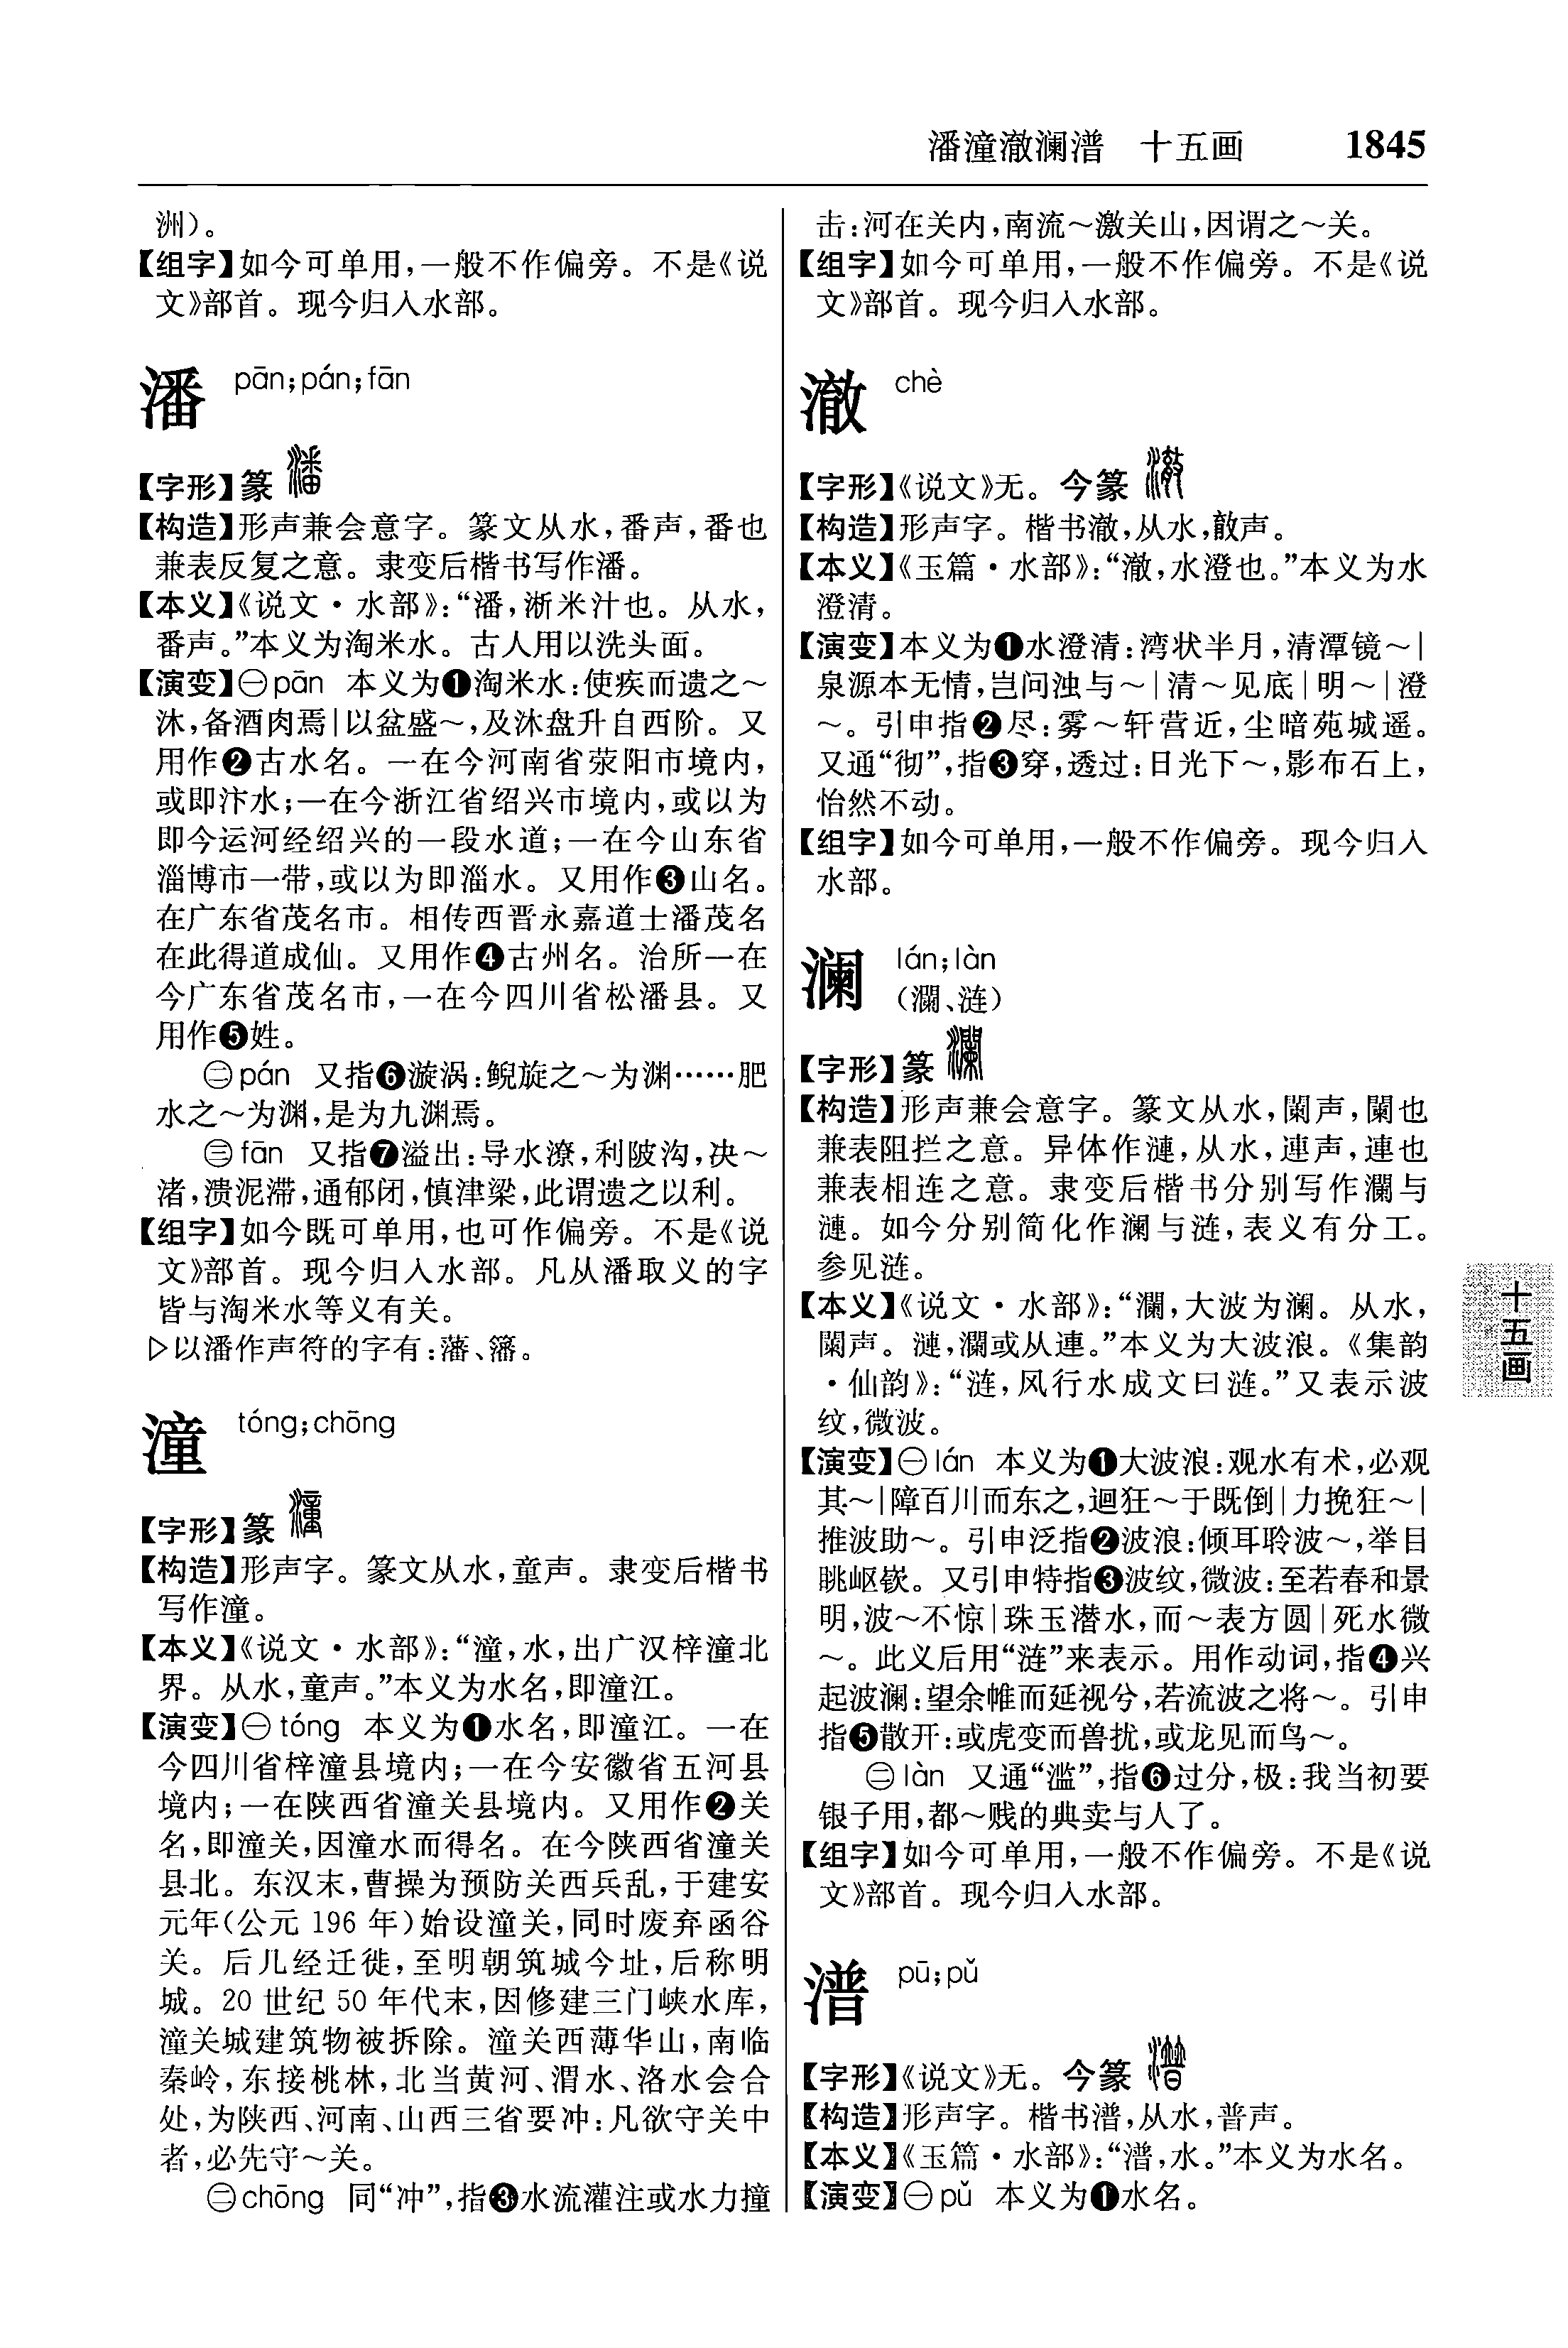 潘潼澈澜潽　十五画　1845
洲）。
【组字】如今可单用，一般不作偏旁。不是《说
文》部首。现今归入水部。
潘 pān；pán；fān
【字形】篆
【构造】形声兼会意字。篆文从水，番声，番也
兼表反复之意。隶变后楷书写作潘。
【本义】《说文·水部》：“潘，淅米汁也。从水，
番声。”本义为淘米水。古人用以洗头面。
【演变】㊀pān 本义为❶淘米水：使疾而遗之～
沐，备酒肉焉|以盆盛～，及沐盘升自西阶。又
用作❷古水名。一在今河南省荥阳市境内，
或即汴水；一在今浙江省绍兴市境内，或以为
即今运河经绍兴的一段水道；一在今山东省
淄博市一带，或以为即淄水。又用作❸山名。
在广东省茂名市。相传西晋永嘉道士潘茂名
在此得道成仙。又用作❹古州名。治所一在
今广东省茂名市，一在今四川省松潘县。又
用作❺姓。
㊁pán 又指❻漩涡：鲵旋之～为渊……肥
水之～为渊，是为九渊焉。
㊂fān 又指❼溢出：导水潦，利陂沟，决～
渚，溃泥滞，通郁闭，慎津梁，此谓遗之以利。
【组字】如今既可单用，也可作偏旁。不是《说
文》部首。现今归入水部。凡从潘取义的字
皆与淘米水等义有关。
▷以潘作声符的字有：藩、籓。
潼 tóng；chōng
【字形】篆
【构造】形声字。篆文从水，童声。隶变后楷书
写作潼。
【本义】《说文·水部》：“潼，水，出广汉梓潼北
界。从水，童声。”本义为水名，即潼江。
【演变】㊀tóng 本义为❶水名，即潼江。一在
今四川省梓潼县境内；一在今安徽省五河县
境内；一在陕西省潼关县境内。又用作❷关
名，即潼关，因潼水而得名。在今陕西省潼关
县北。东汉末，曹操为预防关西兵乱，于建安
元年（公元 196 年）始设潼关，同时废弃函谷
关。后几经迁徙，至明朝筑城今址，后称明
城。20 世纪 50 年代末，因修建三门峡水库，
潼关城建筑物被拆除。潼关西薄华山，南临
秦岭，东接桃林，北当黄河、渭水、洛水会合
处，为陕西、河南、山西三省要冲：凡欲守关中
者，必先守～关。
㊁chōng 同“冲”，指❸水流灌注或水力撞
击：河在关内，南流～激关山，因谓之～关。
【组字】如今可单用，一般不作偏旁。不是《说
文》部首。现今归入水部。
澈 chè
【字形】《说文》无。今篆
【构造】形声字。楷书澈，从水，㪿声。
【本义】《玉篇·水部》：“澈，水澄也。”本义为水
澄清。
【演变】本义为❶水澄清：湾状半月，清潭镜～|
泉源本无情，岂问浊与～|清～见底|明～|澄
～。引申指❷尽：雾～轩营近，尘暗苑城遥。
又通“彻”，指❸穿，透过：日光下～，影布石上，
怡然不动。
【组字】如今可单用，一般不作偏旁。现今归入
水部。
澜 lán；làn
（瀾、涟）
【字形】篆
【构造】形声兼会意字。篆文从水，闌声，闌也
兼表阻拦之意。异体作漣，从水，連声，連也
兼表相连之意。隶变后楷书分别写作瀾与
漣。如今分别简化作澜与涟，表义有分工。
参见涟。
【本义】《说文·水部》：“瀾，大波为澜。从水，
闌声。漣，瀾或从連。”本义为大波浪。《集韵
·仙韵》：“涟，风行水成文曰涟。”又表示波
纹，微波。
【演变】㊀lán 本义为❶大波浪：观水有术，必观
其～|障百川而东之，迴狂～于既倒|力挽狂～|
推波助～。引申泛指❷波浪：倾耳聆波～，举目
眺岖嵚。又引申特指❸波纹，微波：至若春和景
明，波～不惊|珠玉潜水，而～表方圆|死水微
～。此义后用“涟”来表示。用作动词，指❹兴
起波澜：望余帷而延视兮，若流波之将～。引申
指❺散开：或虎变而兽扰，或龙见而鸟～。
㊁làn 又通“滥”，指❻过分，极：我当初要
银子用，都～贱的典卖与人了。
【组字】如今可单用，一般不作偏旁。不是《说
文》部首。现今归入水部。
潽 pū；pǔ
【字形】《说文》无。今篆
【构造】形声字。楷书潽，从水，普声。
【本义】《玉篇·水部》：“潽，水。”本义为水名。
【演变】㊀pǔ 本义为❶水名。
十五画